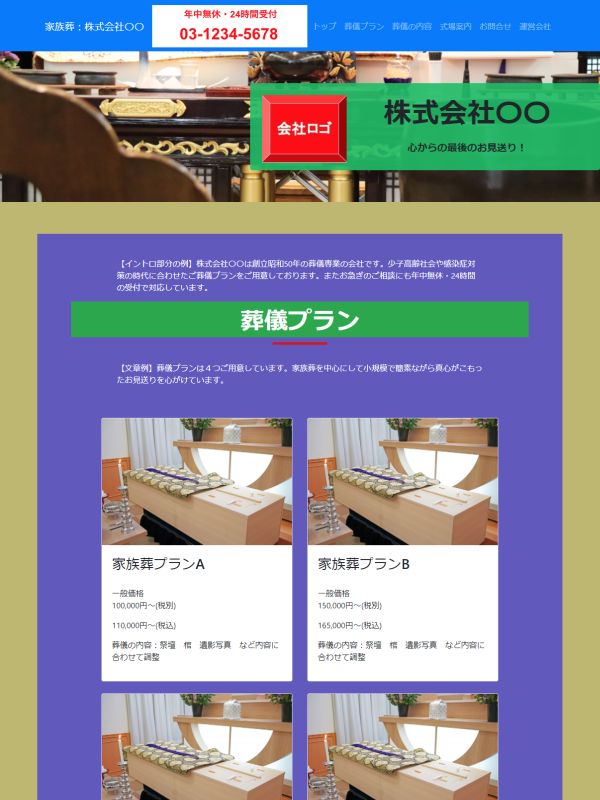 家族葬：株式会社〇〇
年中無休・24時間受付
03-1234-5678
トップ 葬儀プラン 葬儀の内容 式場案内 お問合せ 運営会社
会社ロゴ
株式会社〇〇
心からの最後のお見送り！
【イントロ部分の例】株式会社〇〇は創立昭和50年の葬儀専業の会社です。少子高齢社会や感染症対
策の時代に合わせたご葬儀プランをご用意しております。またお急ぎのご相談にも年中無休・24時間
の受付で対応しています。
葬儀プラン
【文章例】葬儀プランは４つご用意しています。家族葬を中心にして小規模で簡素ながら真心がこもっ
たお見送りを心がけています。
家族葬プランA
一般価格
100,000円～(税別)
110,000円～(税込)
葬儀の内容：祭壇　棺　遺影写真　など内容に
合わせて調整
家族葬プランB
一般価格
150,000円～(税別)
165,000円～(税込)
葬儀の内容：祭壇　棺　遺影写真　など内容に
合わせて調整